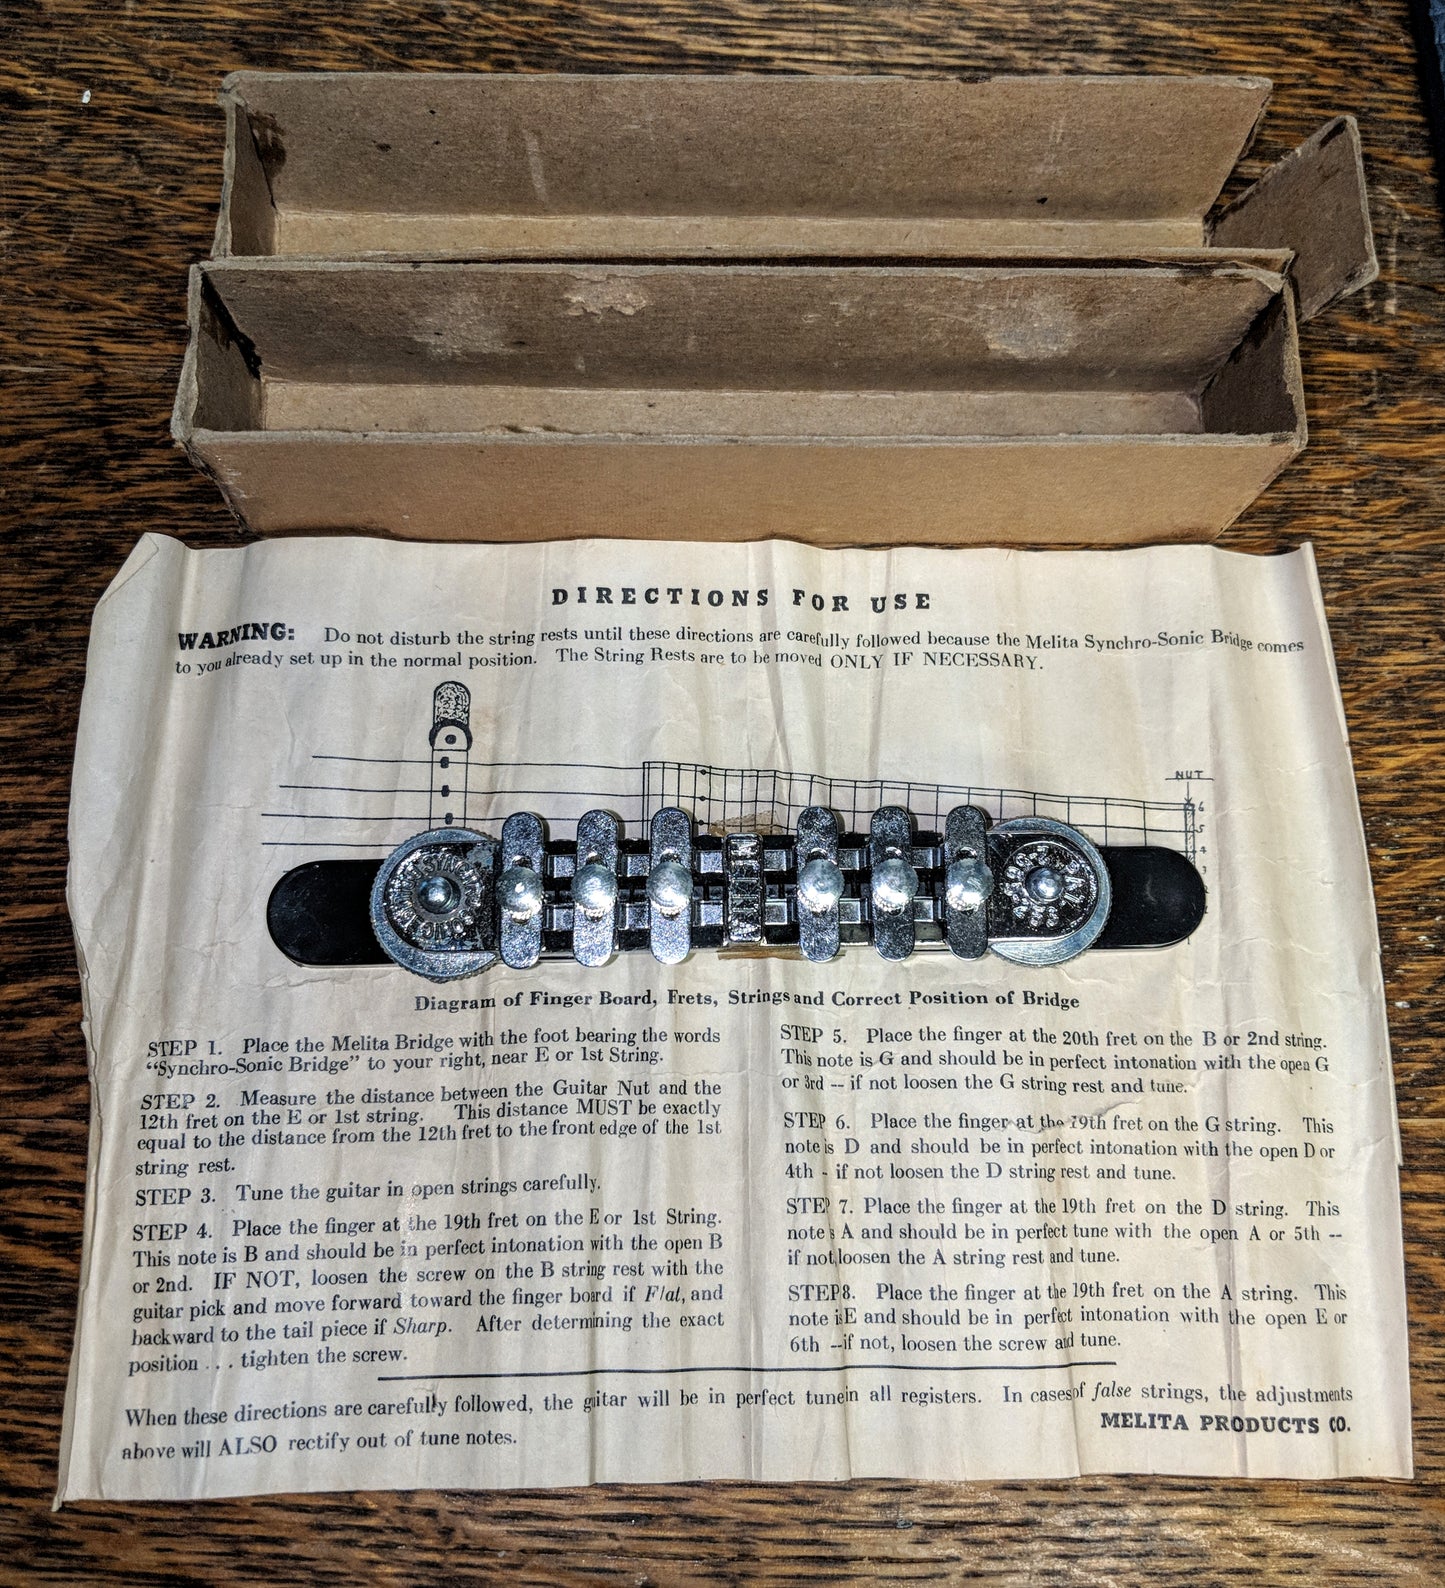 DIRECTIONS FOR USE
WARNING: Do not disturb the string rests until these directions are carefully followed because the Melita Synchro-Sonic Bridge comes
to you already set up in the normal position. The String Rests are to be moved ONLY IF NECESSARY.
NUT
6
5
4
3
MELITA
Diagram of Finger Board, Frets, Strings and Correct Position of Bridge
STEP 1. Place the Melita Bridge with the foot bearing the words
“Synchro-Sonic Bridge” to your right, near E or 1st String.
STEP 2. Measure the distance between the Guitar Nut and the
12th fret on the E or 1st string. This distance MUST be exactly
equal to the distance from the 12th fret to the front edge of the 1st
string rest.
STEP 3. Tune the guitar in open strings carefully.
STEP 4. Place the finger at the 19th fret on the E or 1st String.
This note is B and should be in perfect intonation with the open B
or 2nd. IF NOT, loosen the screw on the B string rest with the
guitar pick and move forward toward the finger board if Flat, and
backward to the tail piece if Sharp. After determining the exact
position . . . tighten the screw.
STEP 5. Place the finger at the 20th fret on the B or 2nd string.
This note is G and should be in perfect intonation with the open G
or 3rd -- if not loosen the G string rest and tune.
STEP 6. Place the finger at the 19th fret on the G string. This
note is D and should be in perfect intonation with the open D or
4th - if not loosen the D string rest and tune.
STEP 7. Place the finger at the 19th fret on the D string. This
note is A and should be in perfect tune with the open A or 5th --
if not, loosen the A string rest and tune.
STEP 8. Place the finger at the 19th fret on the A string. This
note is E and should be in perfect intonation with the open E or
6th --if not, loosen the screw and tune.
When these directions are carefully followed, the guitar will be in perfect tune in all registers. In cases of false strings, the adjustments
above will ALSO rectify out of tune notes.
MELITA PRODUCTS CO.